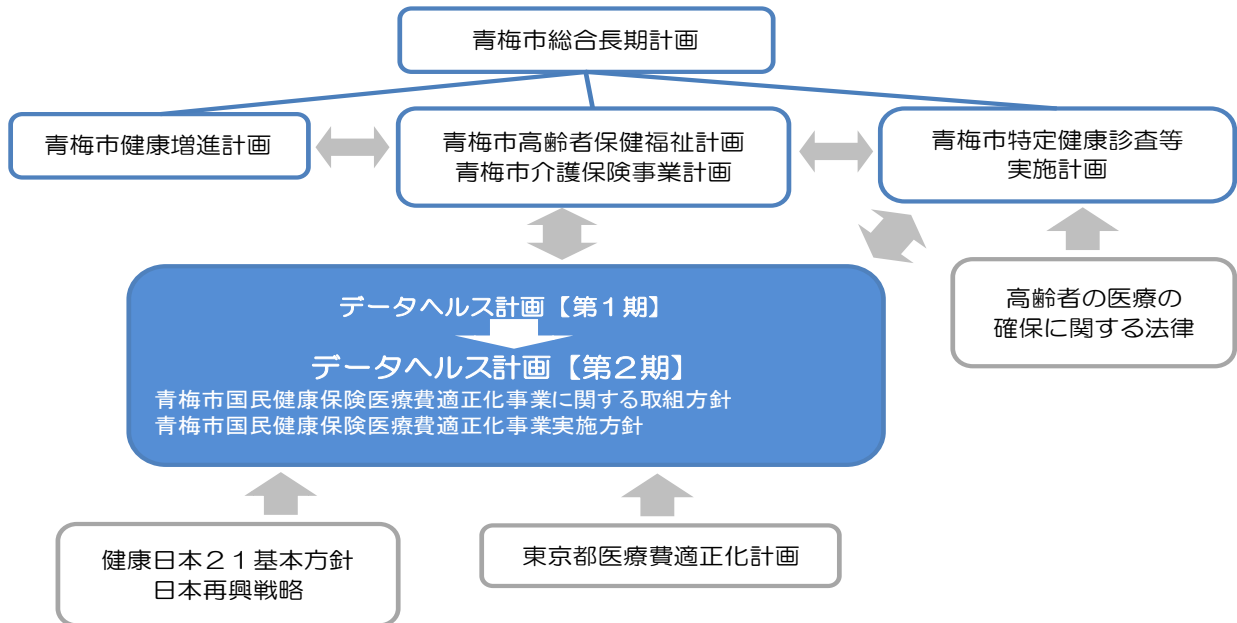 青梅市総合長期計画
青梅市健康増進計画
青梅市高齢者保健福祉計画
青梅市介護保険事業計画
青梅市特定健康診査等
実施計画
データヘルス計画【第１期】
データヘルス計画【第２期】
青梅市国民健康保険医療費適正化事業に関する取組方針
青梅市国民健康保険医療費適正化事業実施方針
高齢者の医療の
確保に関する法律
健康日本２１基本方針
日本再興戦略
東京都医療費適正化計画